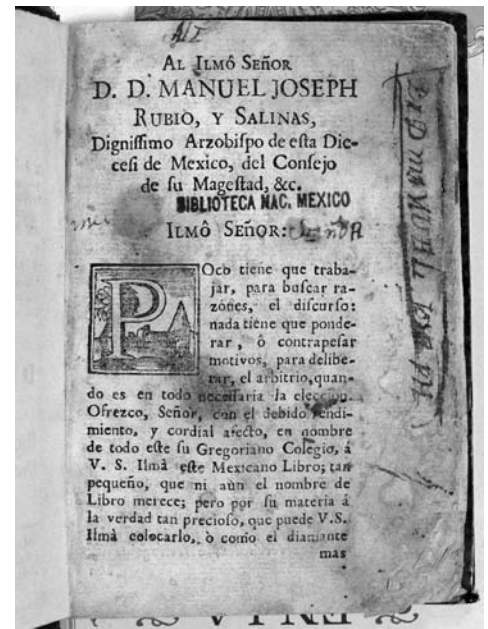 AL ILMÔ SEÑOR
D. D. MANUEL JOSEPH
RUBIO, Y SALINAS,
Digniſſimo Arzobiſpo de eſta Dio-
ceſi de Mexico, del Conſejo
de ſu Mageſtad, &c.
BIBLIOTECA NAC. MEXICO
ILMÔ SEÑOR:
POCO tiene que traba-
jar, para buſcar ra-
zones, el diſcurſo:
nada tiene que ponde-
rar, ò contrapeſar
motivos, para delibe-
rar, el arbitrio, quan-
do es en todo neceſſaria la eleccion.
Ofrezco, Señor, con el debido rendi-
miento, y cordial afecto, en nombre
de todo eſte ſu Gregoriano Colegio, á
V. S. Ilmà eſte Mexicano Libro; tan
pequeño, que ni aùn el nombre de
Libro merece; pero por ſu materia á
la verdad tan precioſo, que puede V.S.
Ilmà colocarlo, ò como el diamante
mas